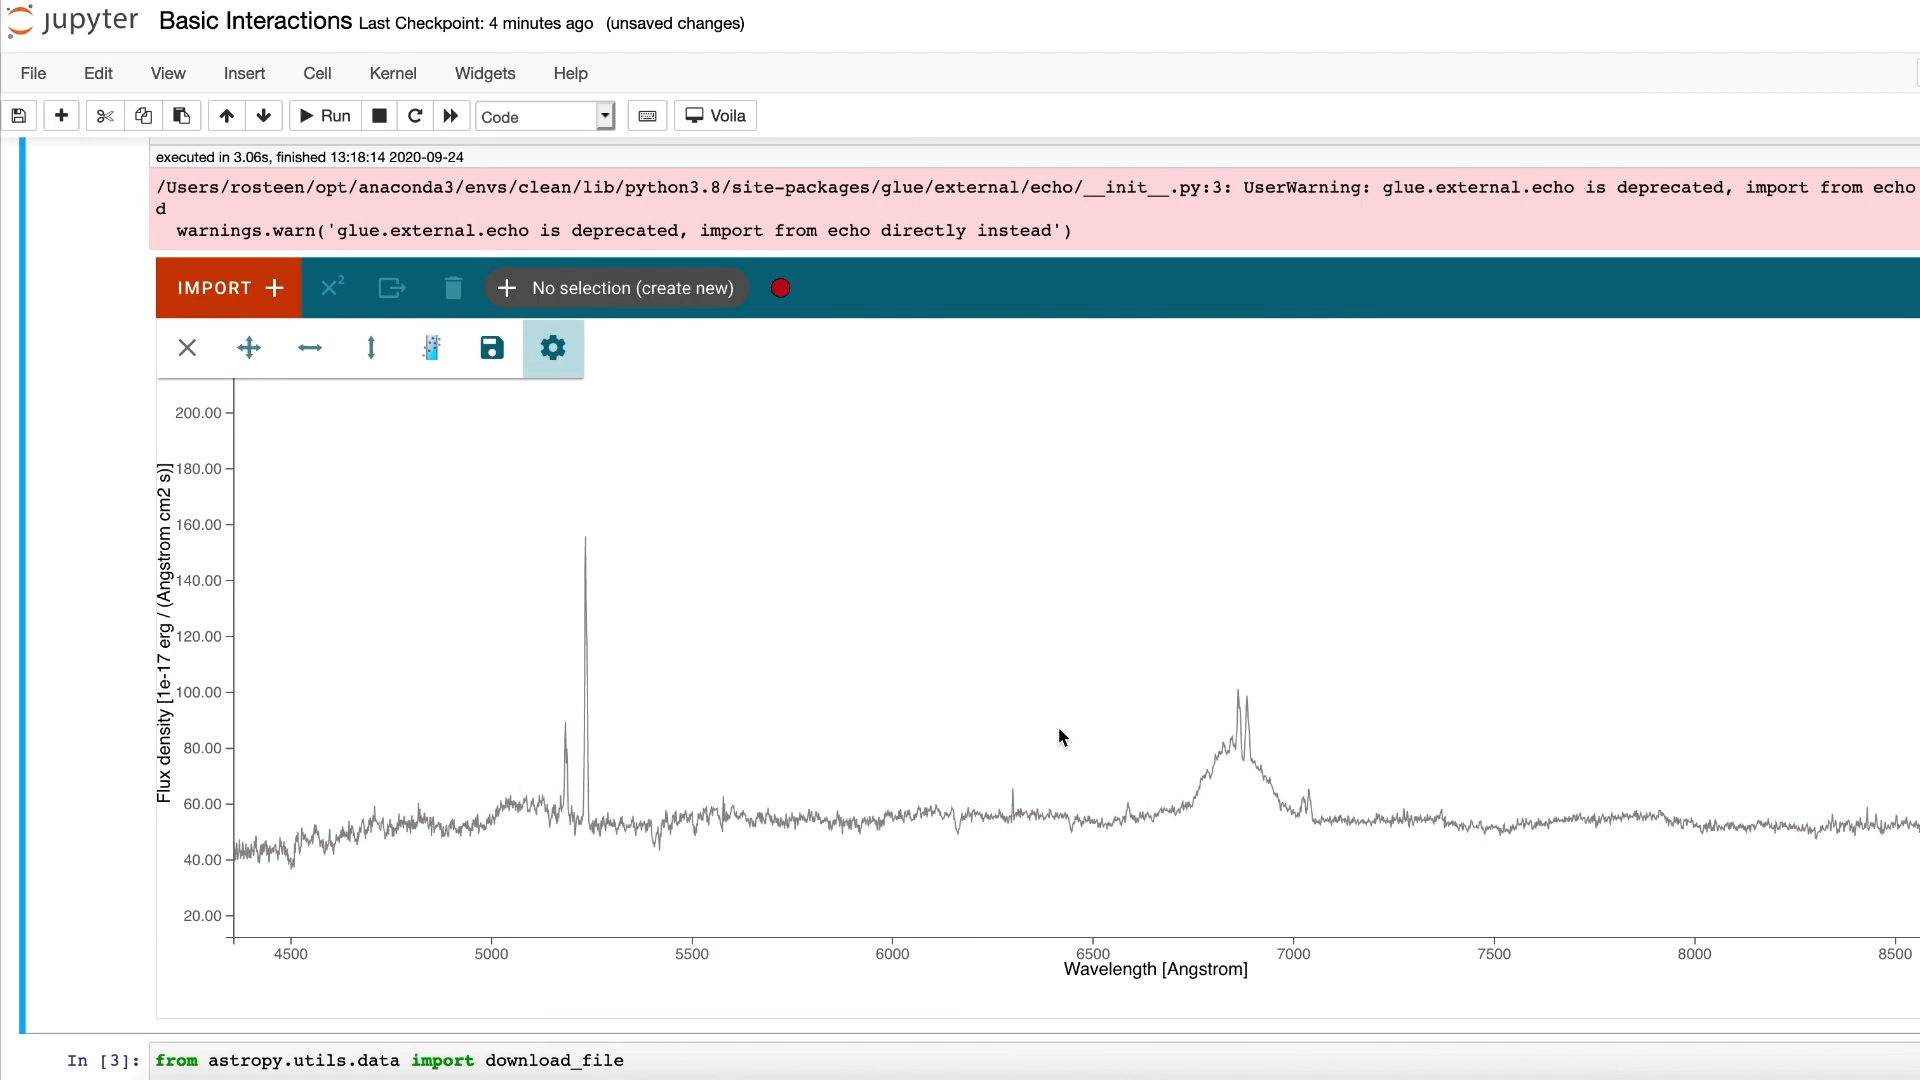 jupyter Basic Interactions Last Checkpoint: 4 minutes ago (unsaved changes)
File Edit View Insert Cell Kernel Widgets Help
Run Code Voila
executed in 3.06s, finished 13:18:14 2020-09-24
/Users/rosteen/opt/anaconda3/envs/clean/lib/python3.8/site-packages/glue/external/echo/__init__.py:3: UserWarning: glue.external.echo is deprecated, import from echo
d
warnings.warn('glue.external.echo is deprecated, import from echo directly instead')
IMPORT + x² + No selection (create new)
200.00
180.00
160.00
140.00
120.00
100.00
80.00
60.00
40.00
20.00
Flux density [1e-17 erg / (Angstrom cm2 s)]
4500 5000 5500 6000 6500 7000 7500 8000 8500
Wavelength [Angstrom]
In [3]: from astropy.utils.data import download_file